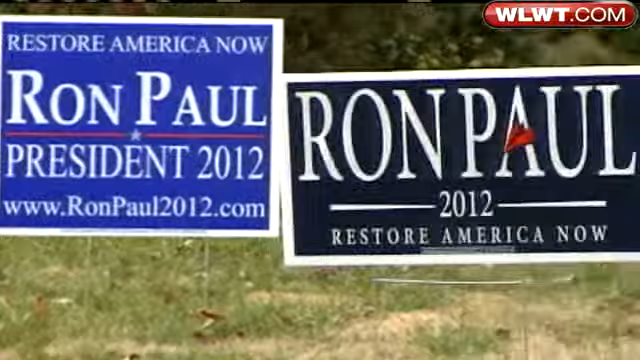 WLWT.COM
RESTORE AMERICA NOW
RON PAUL
PRESIDENT 2012
www.RonPaul2012.com
RON PAUL
2012
RESTORE AMERICA NOW